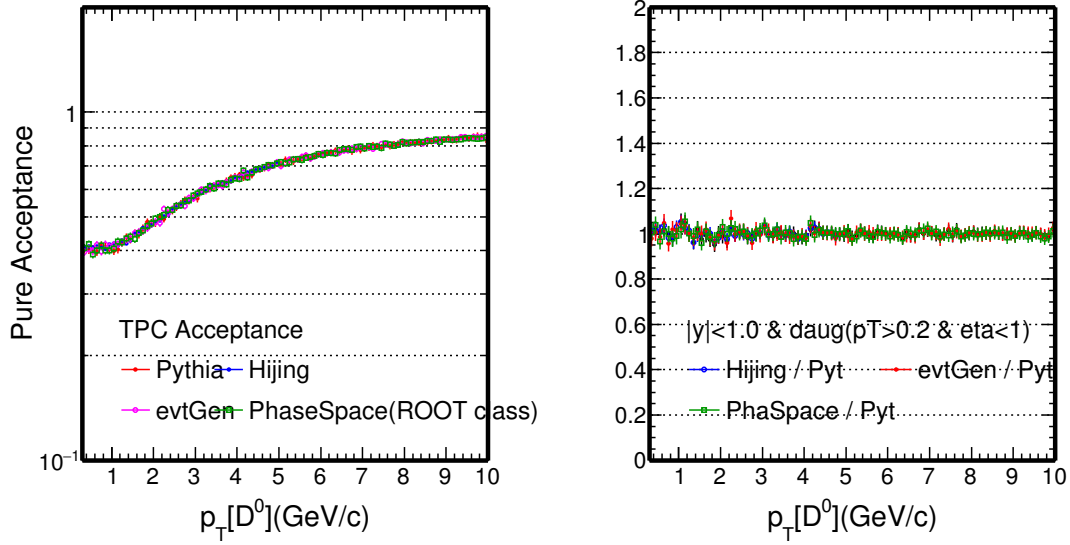 Pure Acceptance
1
10⁻¹
TPC Acceptance
Pythia Hijing
evtGen PhaseSpace(ROOT class)
1 2 3 4 5 6 7 8 9 10
p_T[D⁰](GeV/c)
2
1.8
1.6
1.4
1.2
1
0.8
0.6
0.4
0.2
0
|y|<1.0 & daug(pT>0.2 & eta<1)
Hijing / Pyt evtGen / Pyt
PhaSpace / Pyt
1 2 3 4 5 6 7 8 9 10
p_T[D⁰](GeV/c)